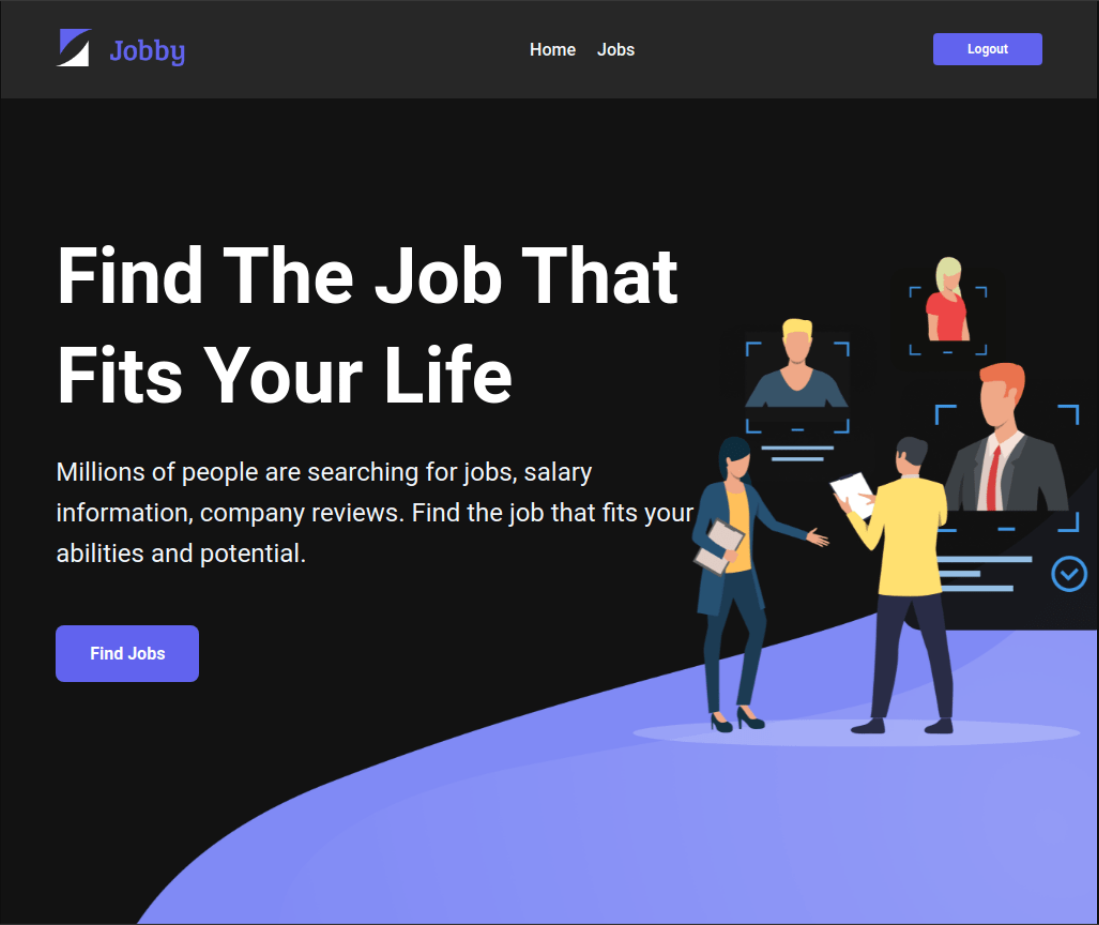 Jobby
Home Jobs
Logout
Find The Job That
Fits Your Life
Millions of people are searching for jobs, salary
information, company reviews. Find the job that fits your
abilities and potential.
Find Jobs